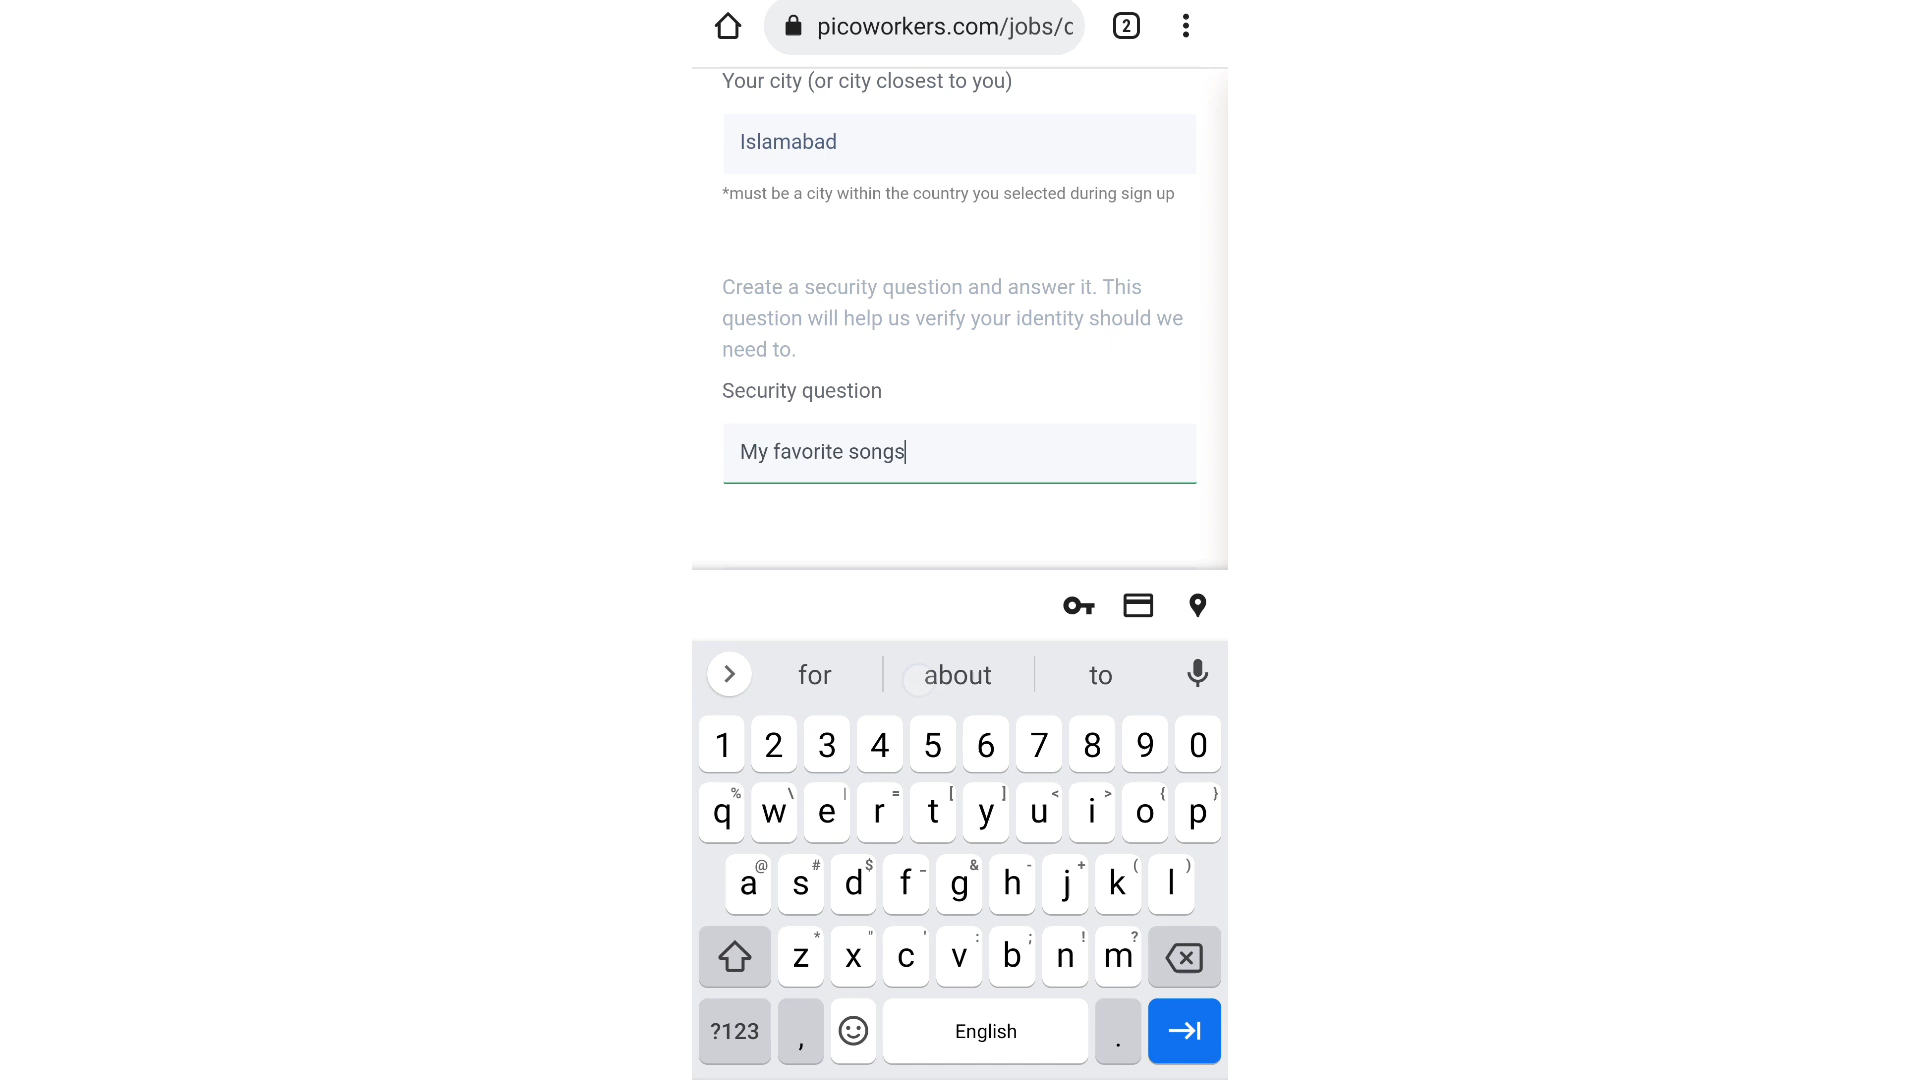 picoworkers.com/jobs/c
2
Your city (or city closest to you)
Islamabad
*must be a city within the country you selected during sign up
Create a security question and answer it. This
question will help us verify your identity should we
need to.
Security question
My favorite songs
for about to
1 2 3 4 5 6 7 8 9 0
% \ | = [ ] < > { }
q w e r t y u i o p
@ # $ _ & - + ( )
a s d f g h j k l
* " ' : ; ! ?
z x c v b n m
?123 , English .